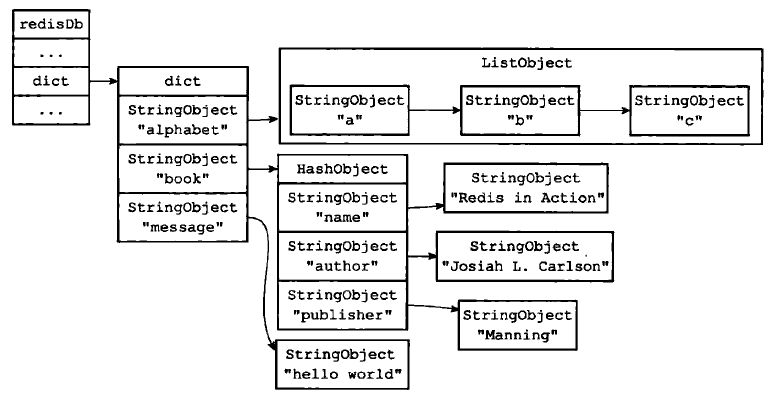 redisDb
...
dict
...
dict
StringObject
"alphabet"
StringObject
"book"
StringObject
"message"
ListObject
StringObject
"a"
StringObject
"b"
StringObject
"c"
HashObject
StringObject
"name"
StringObject
"author"
StringObject
"publisher"
StringObject
"Redis in Action"
StringObject
"Josiah L. Carlson"
StringObject
"Manning"
StringObject
"hello world"